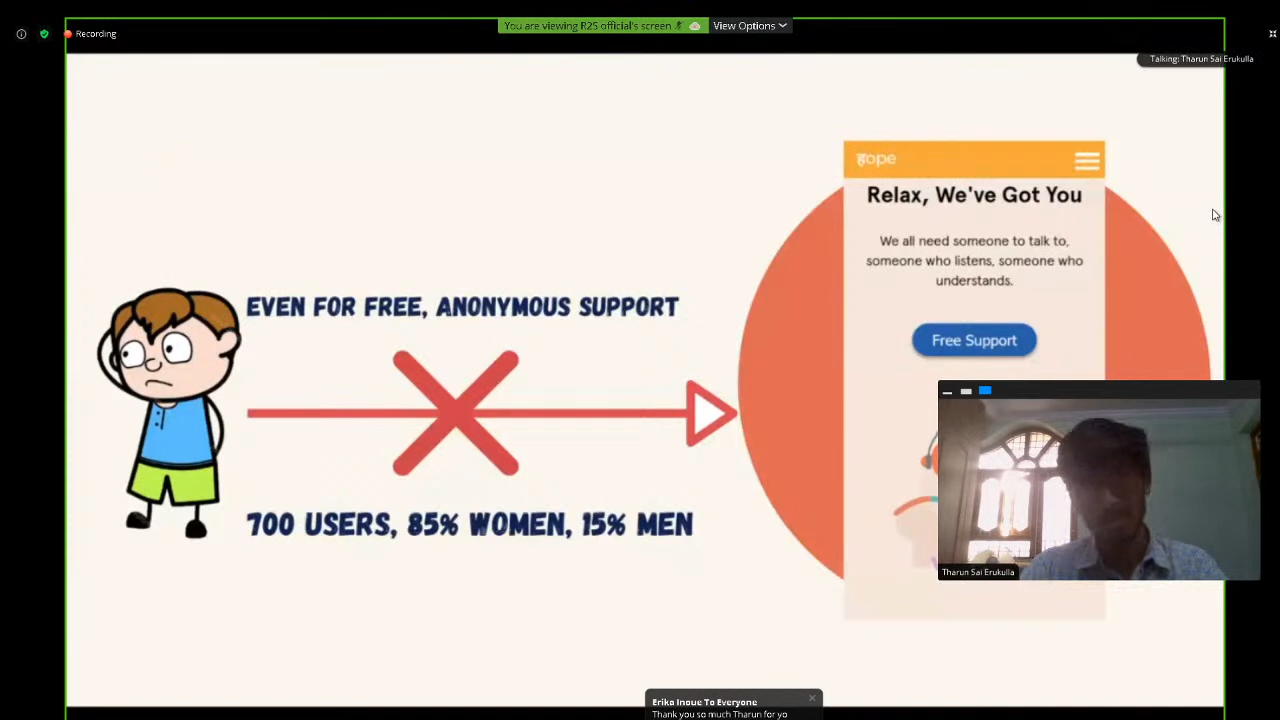 You are viewing R2S official's screen
View Options
Recording
Talking: Tharun Sai Erukulla
Relax, We've Got You
We all need someone to talk to,
someone who listens, someone who
understands.
Free Support
EVEN FOR FREE, ANONYMOUS SUPPORT
700 USERS, 85% WOMEN, 15% MEN
Tharun Sai Erukulla
Erika Inoue To Everyone
Thank you so much Tharun for yo